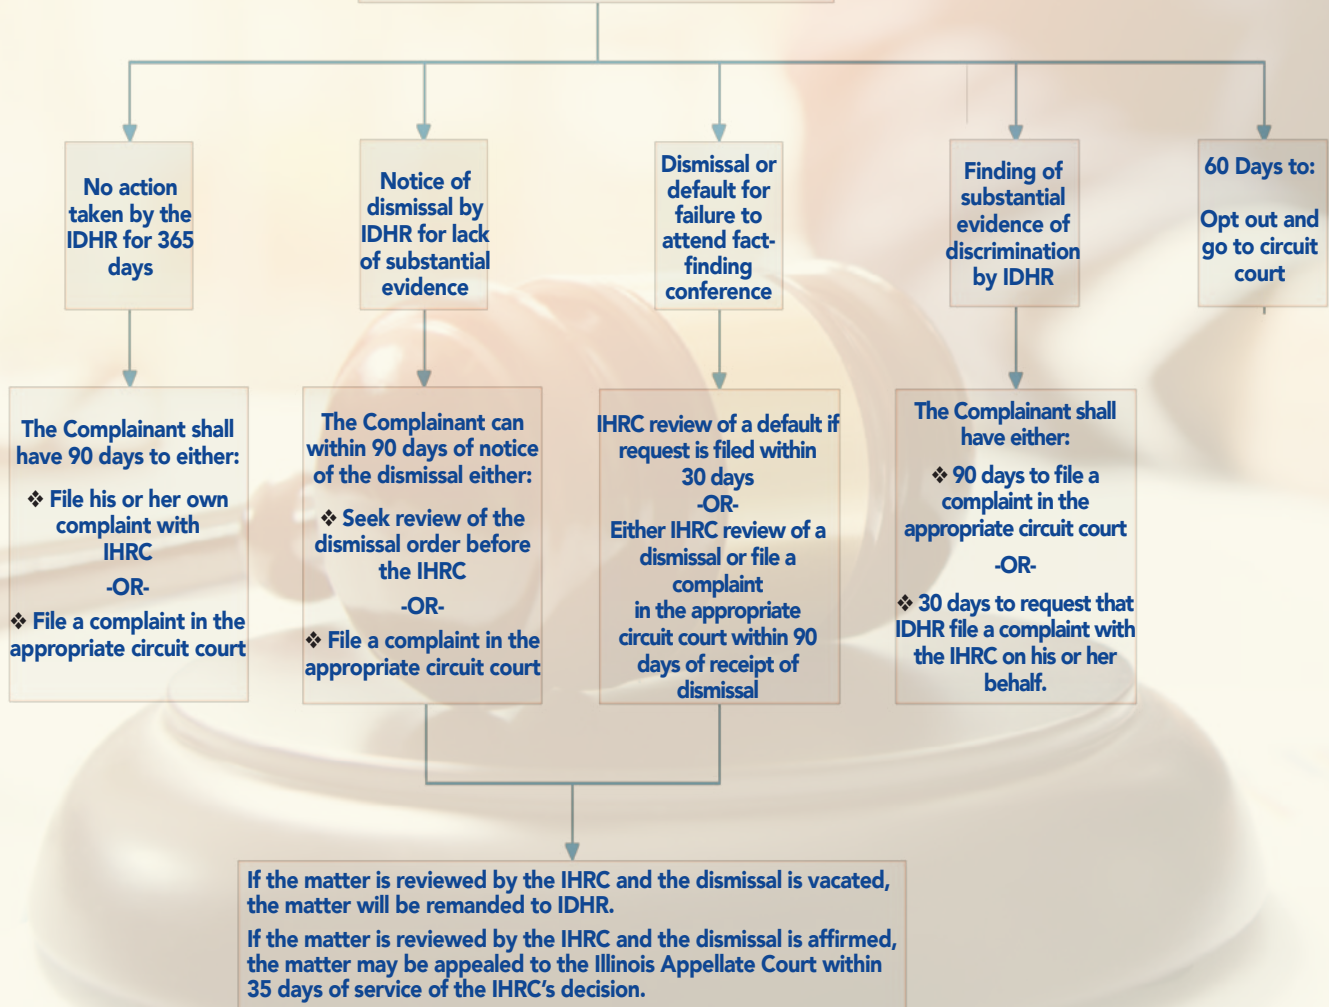 No action
taken by the
IDHR for 365
days
Notice of
dismissal by
IDHR for lack
of substantial
evidence
Dismissal or
default for
failure to
attend fact-
finding
conference
Finding of
substantial
evidence of
discrimination
by IDHR
60 Days to:
Opt out and
go to circuit
court
The Complainant shall
have 90 days to either:
❖ File his or her own
complaint with
IHRC
-OR-
❖ File a complaint in the
appropriate circuit court
The Complainant can
within 90 days of notice
of the dismissal either:
❖ Seek review of the
dismissal order before
the IHRC
-OR-
❖ File a complaint in the
appropriate circuit court
IHRC review of a default if
request is filed within
30 days
-OR-
Either IHRC review of a
dismissal or file a
complaint
in the appropriate
circuit court within 90
days of receipt of
dismissal
The Complainant shall
have either:
❖ 90 days to file a
complaint in the
appropriate circuit court
-OR-
❖ 30 days to request that
IDHR file a complaint with
the IHRC on his or her
behalf.
If the matter is reviewed by the IHRC and the dismissal is vacated,
the matter will be remanded to IDHR.
If the matter is reviewed by the IHRC and the dismissal is affirmed,
the matter may be appealed to the Illinois Appellate Court within
35 days of service of the IHRC's decision.